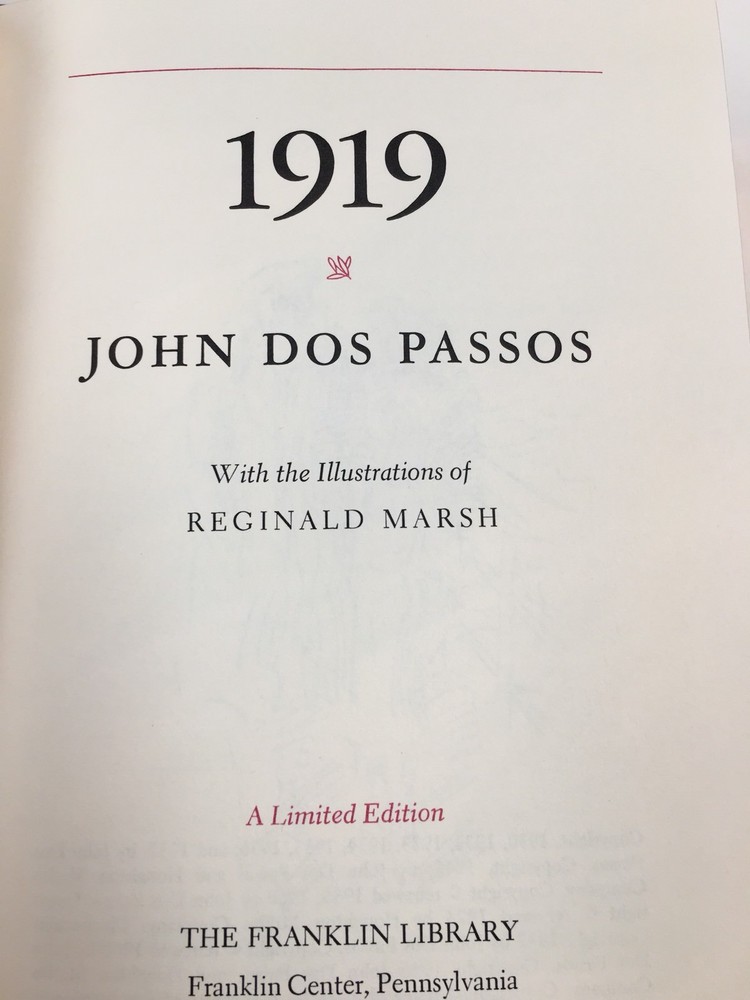 1919
JOHN DOS PASSOS
With the Illustrations of
REGINALD MARSH
A Limited Edition
THE FRANKLIN LIBRARY
Franklin Center, Pennsylvania